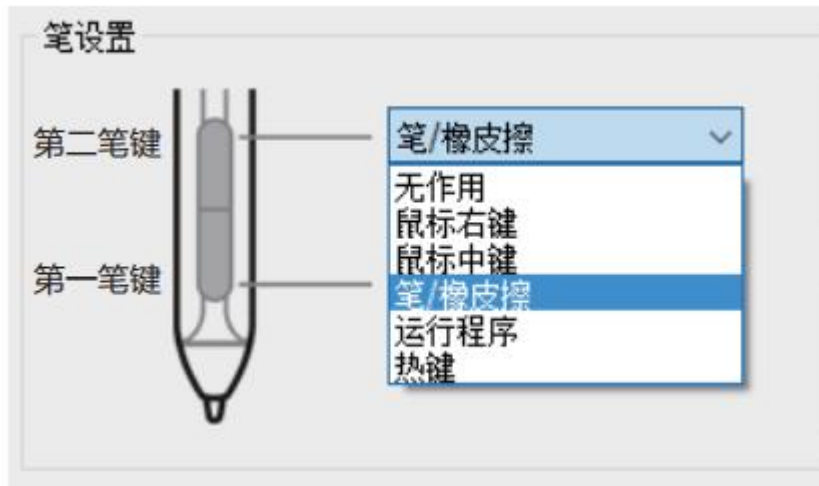 笔设置
第二笔键
笔/橡皮擦
无作用
鼠标右键
鼠标中键
第一笔键
笔/橡皮擦
运行程序
热键